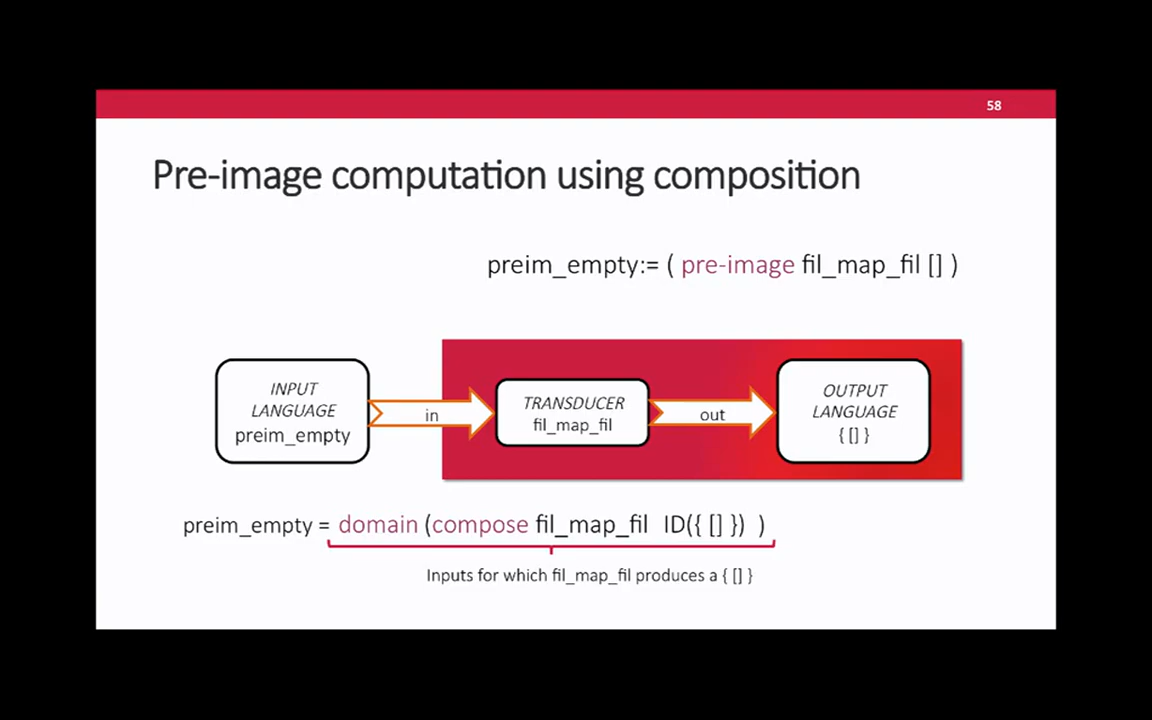 58
Pre-image computation using composition
preim_empty:= ( pre-image fil_map_fil [] )
INPUT
LANGUAGE
preim_empty
in
TRANSDUCER
fil_map_fil
out
OUTPUT
LANGUAGE
{ [] }
preim_empty = domain (compose fil_map_fil ID({ [] }) )
Inputs for which fil_map_fil produces a { [] }